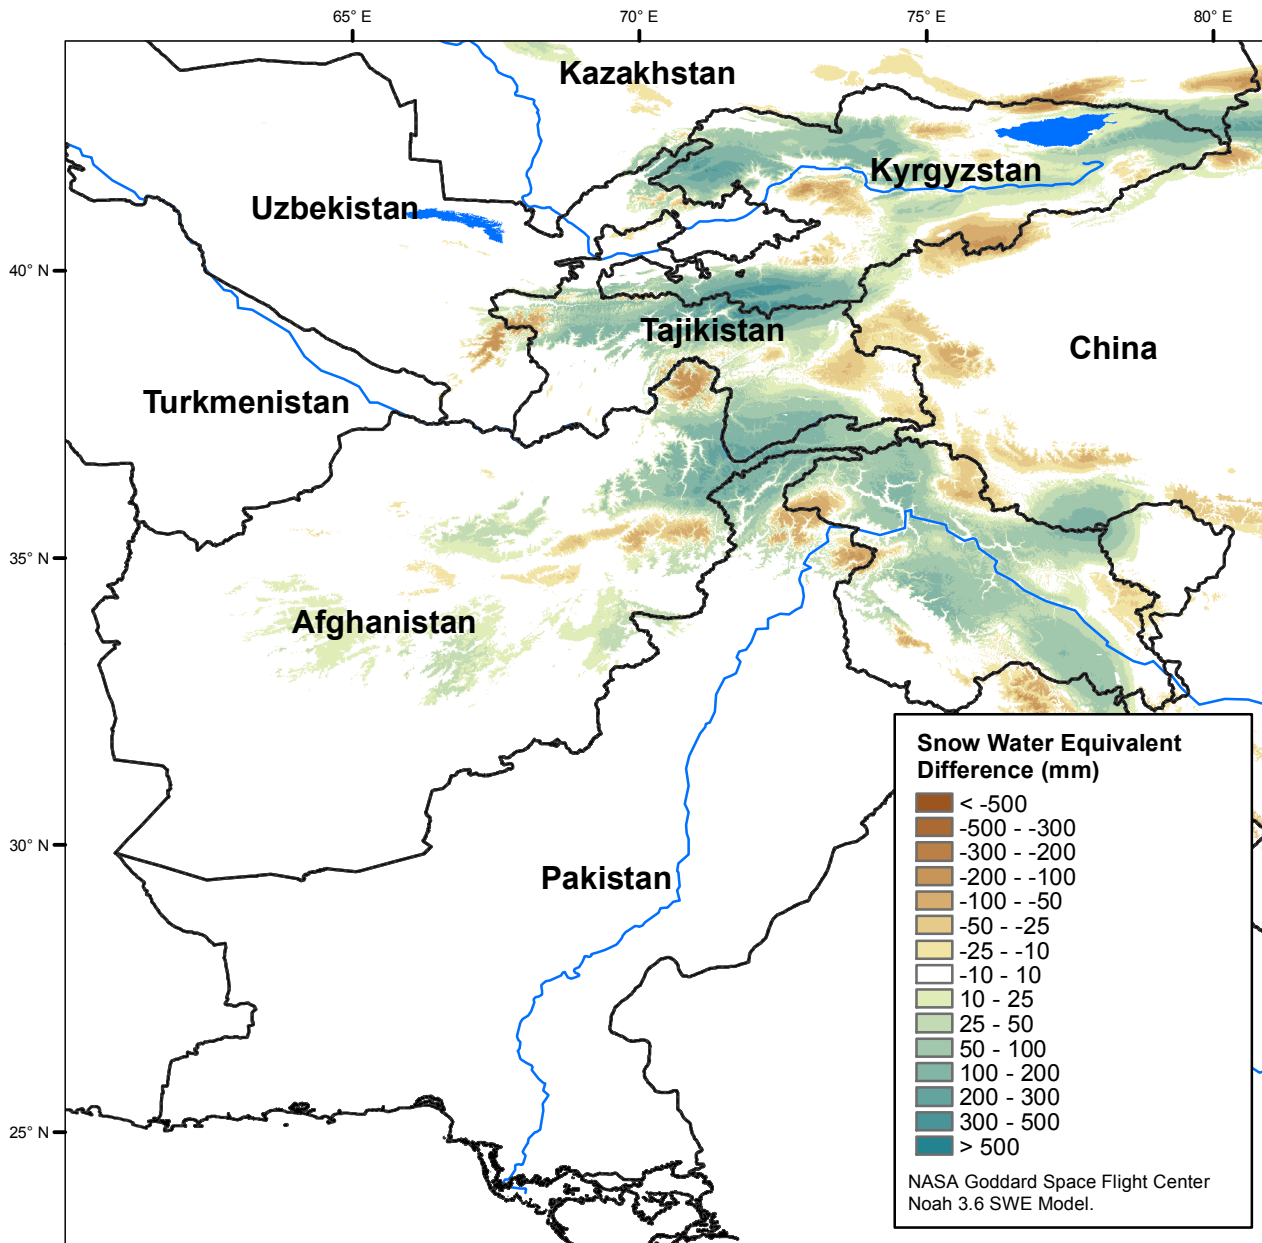 65° E
70° E
75° E
80° E
Kazakhstan
Kyrgyzstan
Uzbekistan
40° N
Tajikistan
China
Turkmenistan
35° N
Afghanistan
30° N
Pakistan
25° N
Snow Water Equivalent
Difference (mm)
< -500
-500 - -300
-300 - -200
-200 - -100
-100 - -50
-50 - -25
-25 - -10
-10 - 10
10 - 25
25 - 50
50 - 100
100 - 200
200 - 300
300 - 500
> 500
NASA Goddard Space Flight Center
Noah 3.6 SWE Model.